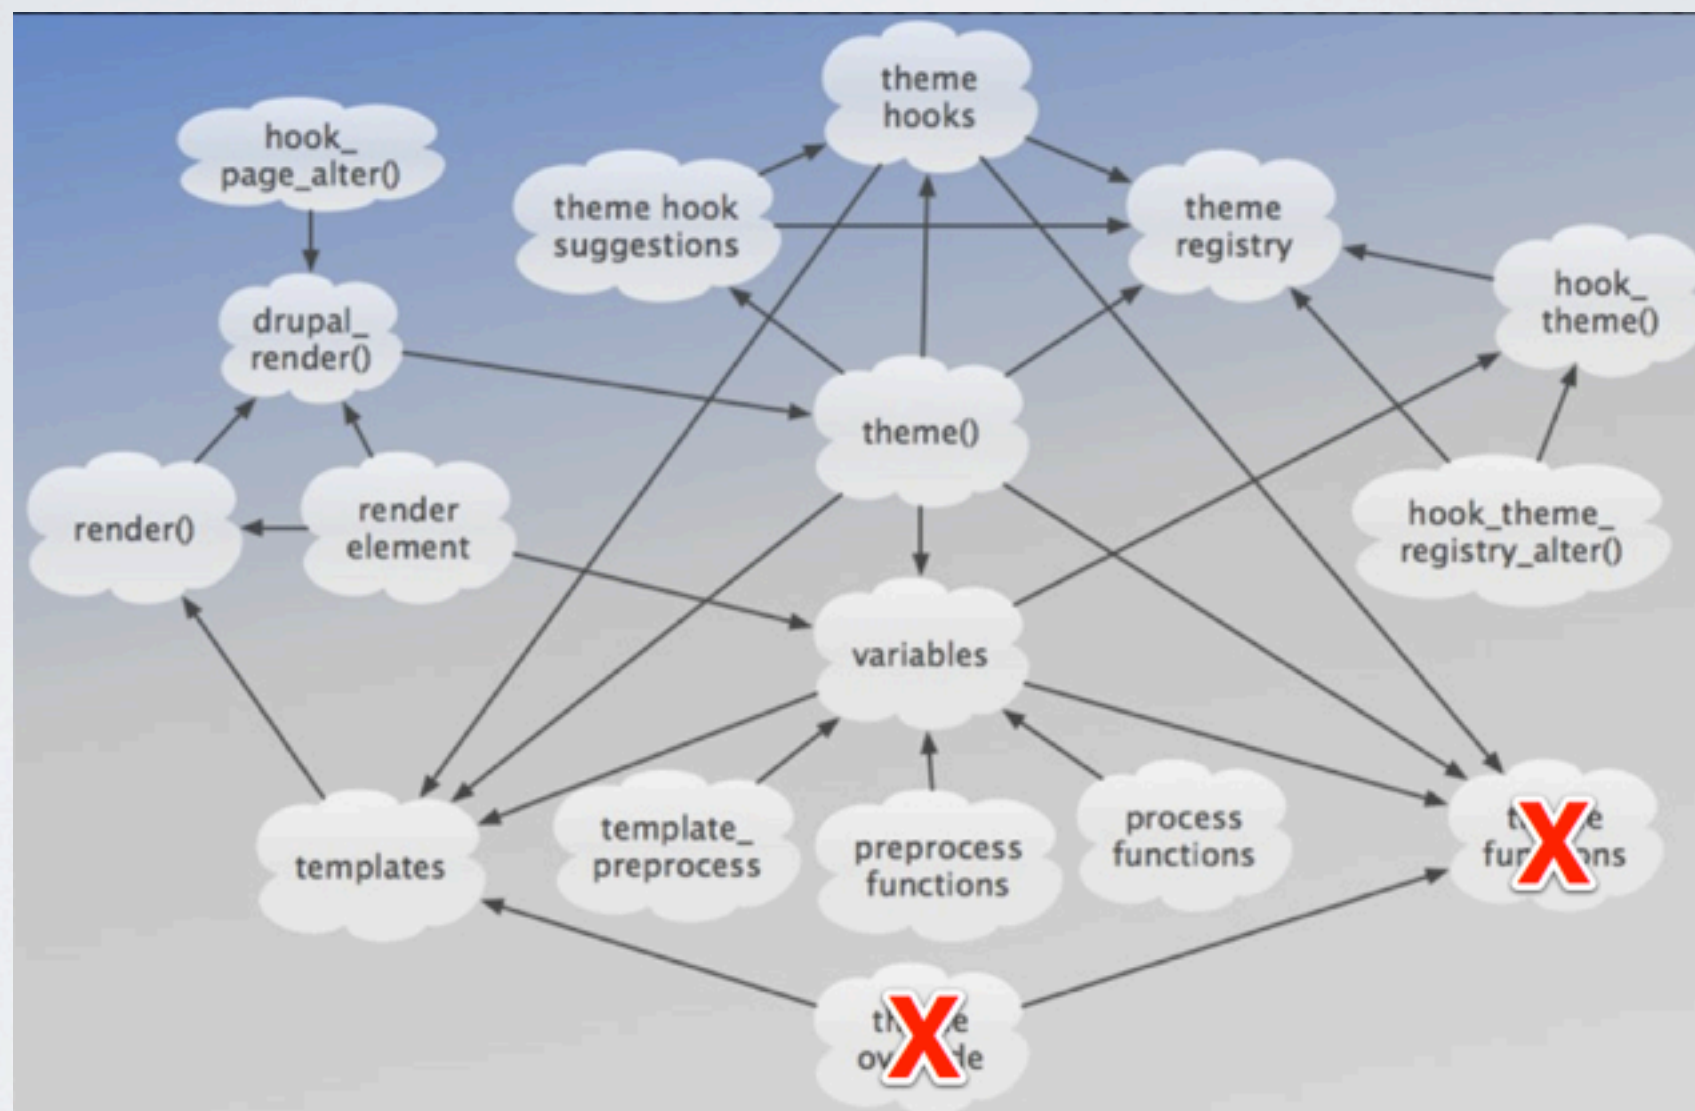 theme
hooks
hook_
page_alter()
theme hook
suggestions
theme
registry
hook_
theme()
drupal_
render()
theme()
render()
render
element
hook_theme_
registry_alter()
variables
template_
preprocess
preprocess
functions
process
functions
templates
X
X